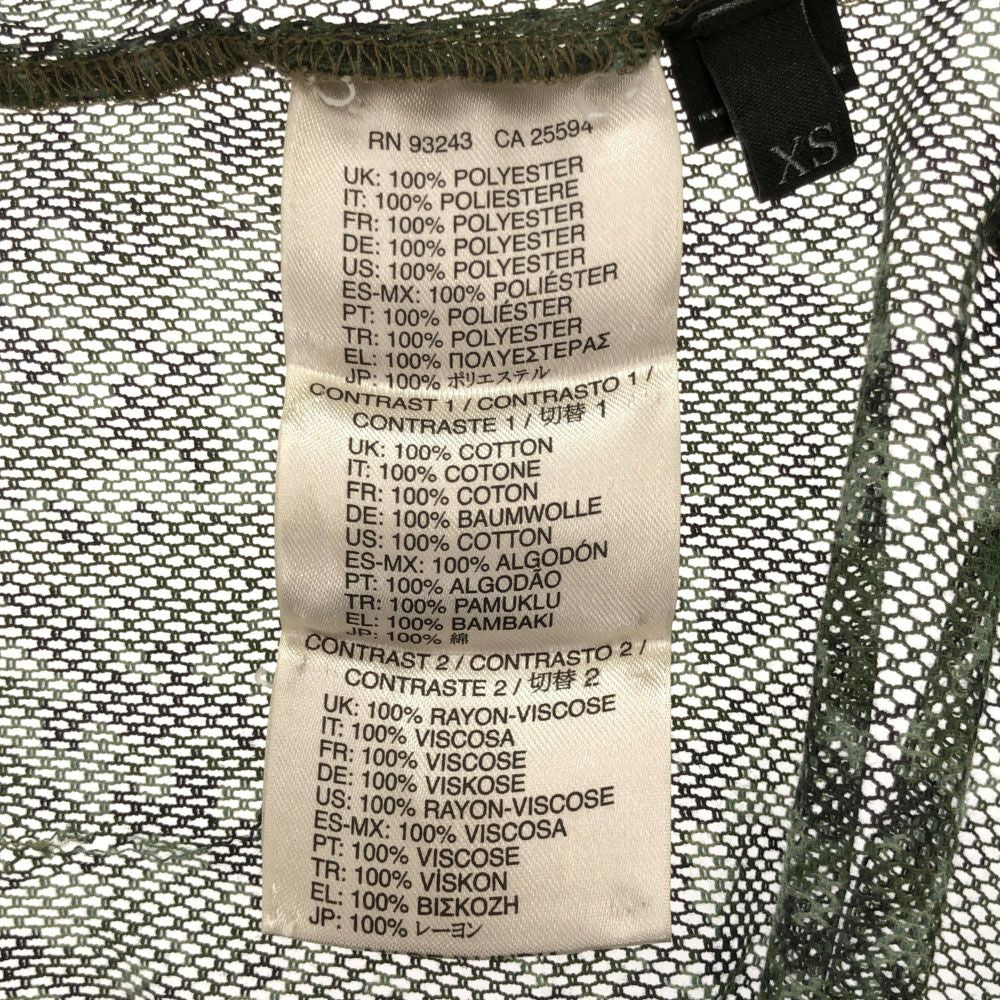 RN 93243 CA 25594
UK: 100% POLYESTER
IT: 100% POLIESTERE
FR: 100% POLYESTER
DE: 100% POLYESTER
US: 100% POLYESTER
ES-MX: 100% POLIÉSTER
PT: 100% POLIÉSTER
TR: 100% POLYESTER
EL: 100% ΠΟΛΥΕΣΤΕΡΑΣ
JP: 100% ポリエステル
CONTRAST 1 / CONTRASTO 1 /
CONTRASTE 1 / 切替 1
UK: 100% COTTON
IT: 100% COTONE
FR: 100% COTON
DE: 100% BAUMWOLLE
US: 100% COTTON
ES-MX: 100% ALGODÓN
PT: 100% ALGODÃO
TR: 100% PAMUKLU
EL: 100% ΒΑΜΒΑΚΙ
JP: 100% 綿
CONTRAST 2 / CONTRASTO 2 /
CONTRASTE 2 / 切替 2
UK: 100% RAYON-VISCOSE
IT: 100% VISCOSA
FR: 100% VISCOSE
DE: 100% VISKOSE
US: 100% RAYON-VISCOSE
ES-MX: 100% VISCOSA
PT: 100% VISCOSE
TR: 100% VİSKON
EL: 100% ΒΙΣΚΟΖΗ
JP: 100% レーヨン
XS